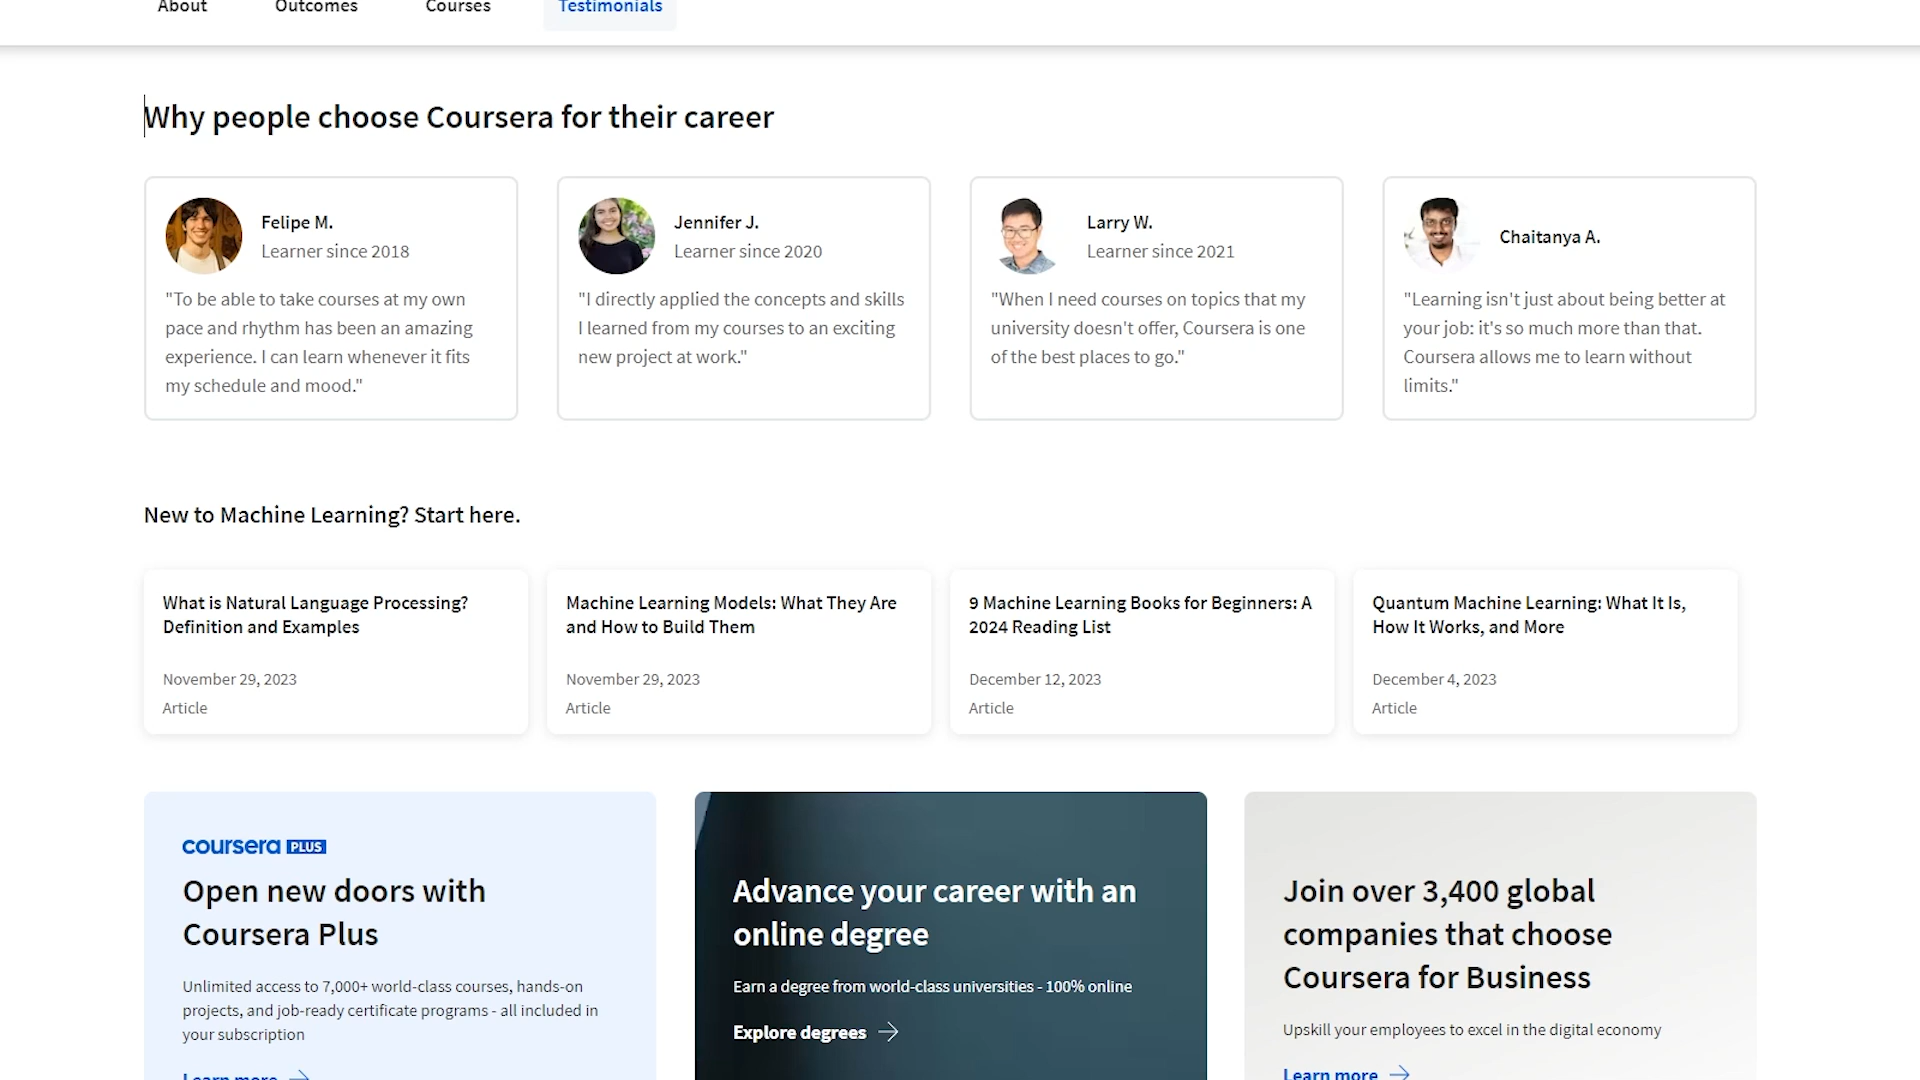 About
Outcomes
Courses
Testimonials
Why people choose Coursera for their career
Felipe M.
Learner since 2018
"To be able to take courses at my own
pace and rhythm has been an amazing
experience. I can learn whenever it fits
my schedule and mood."
Jennifer J.
Learner since 2020
"I directly applied the concepts and skills
I learned from my courses to an exciting
new project at work."
Larry W.
Learner since 2021
"When I need courses on topics that my
university doesn't offer, Coursera is one
of the best places to go."
Chaitanya A.
"Learning isn't just about being better at
your job: it's so much more than that.
Coursera allows me to learn without
limits."
New to Machine Learning? Start here.
What is Natural Language Processing?
Definition and Examples
November 29, 2023
Article
Machine Learning Models: What They Are
and How to Build Them
November 29, 2023
Article
9 Machine Learning Books for Beginners: A
2024 Reading List
December 12, 2023
Article
Quantum Machine Learning: What It Is,
How It Works, and More
December 4, 2023
Article
coursera PLUS
Open new doors with
Coursera Plus
Unlimited access to 7,000+ world-class courses, hands-on
projects, and job-ready certificate programs - all included in
your subscription
Learn more
Advance your career with an
online degree
Earn a degree from world-class universities - 100% online
Explore degrees
Join over 3,400 global
companies that choose
Coursera for Business
Upskill your employees to excel in the digital economy
Learn more